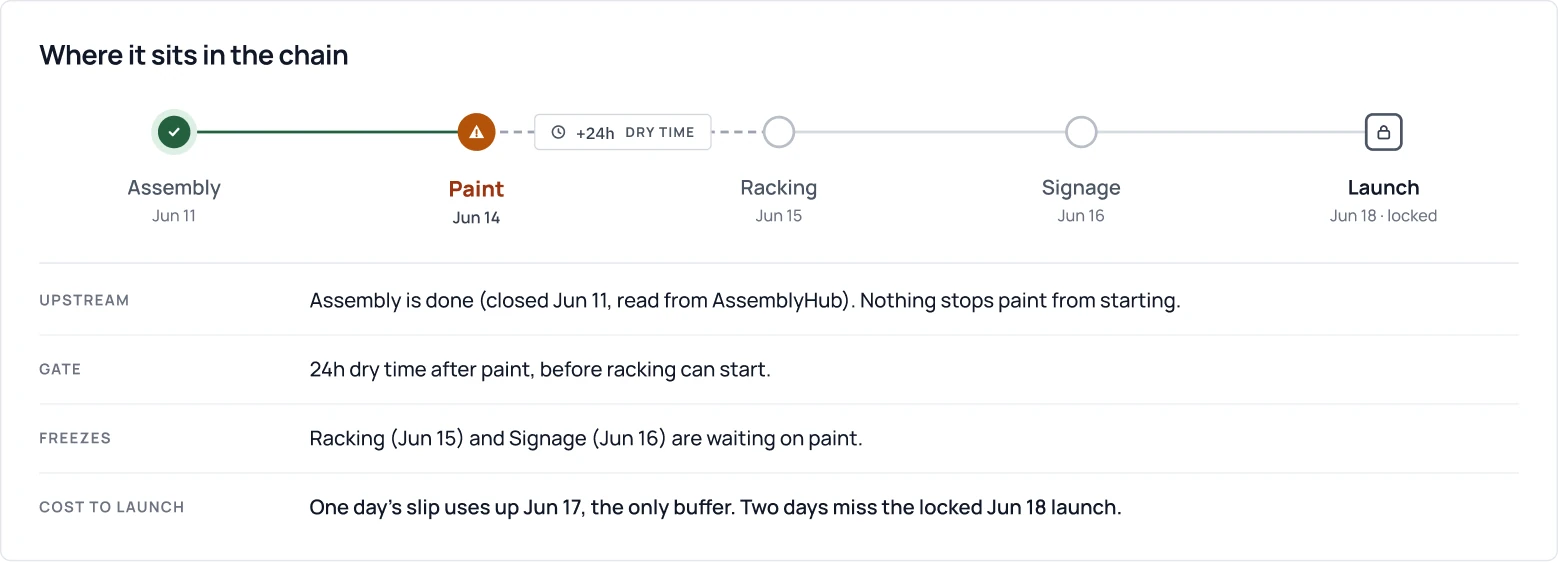 Where it sits in the chain
+24h DRY TIME
Assembly
Paint
Racking
Signage
Launch
Jun 11
Jun 14
Jun 15
Jun 16
Jun 18 · locked
UPSTREAM
Assembly is done (closed Jun 11, read from AssemblyHub). Nothing stops paint from starting.
GATE
24h dry time after paint, before racking can start.
FREEZES
Racking (Jun 15) and Signage (Jun 16) are waiting on paint.
COST TO LAUNCH
One day’s slip uses up Jun 17, the only buffer. Two days miss the locked Jun 18 launch.